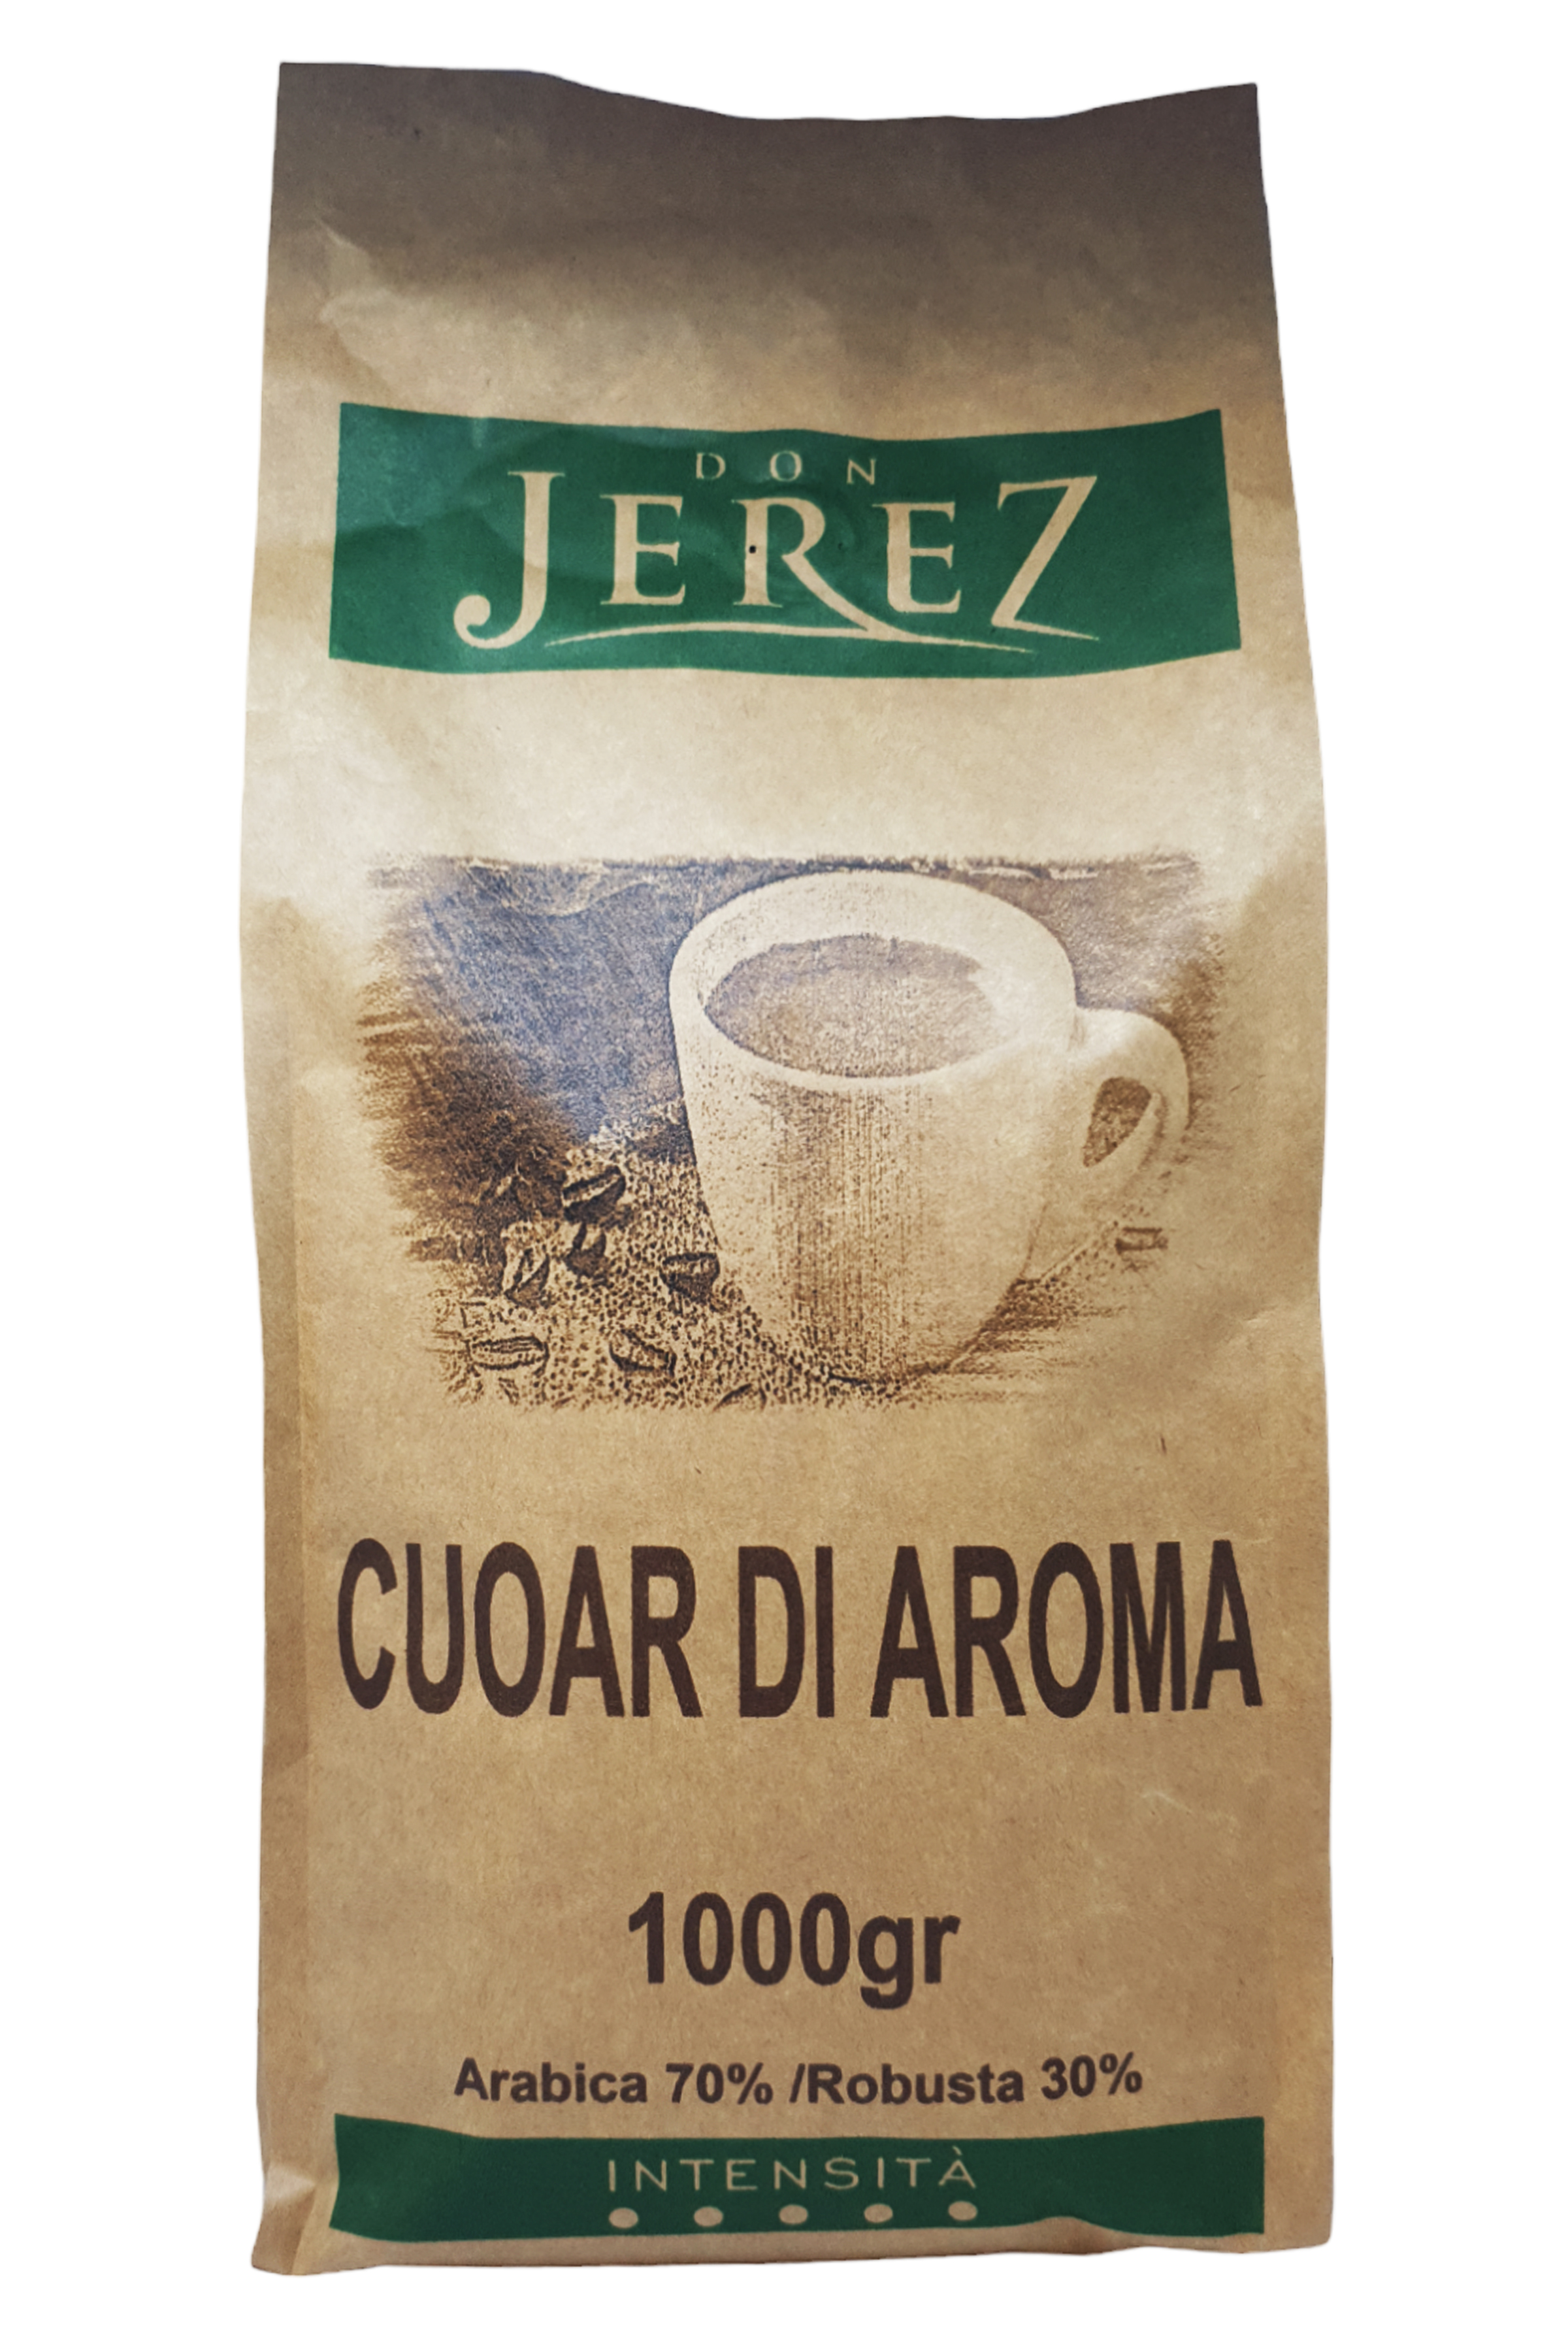 DON
JEREZ
CUOAR DI AROMA
1000gr
Arabica 70% /Robusta 30%
INTENSITÀ